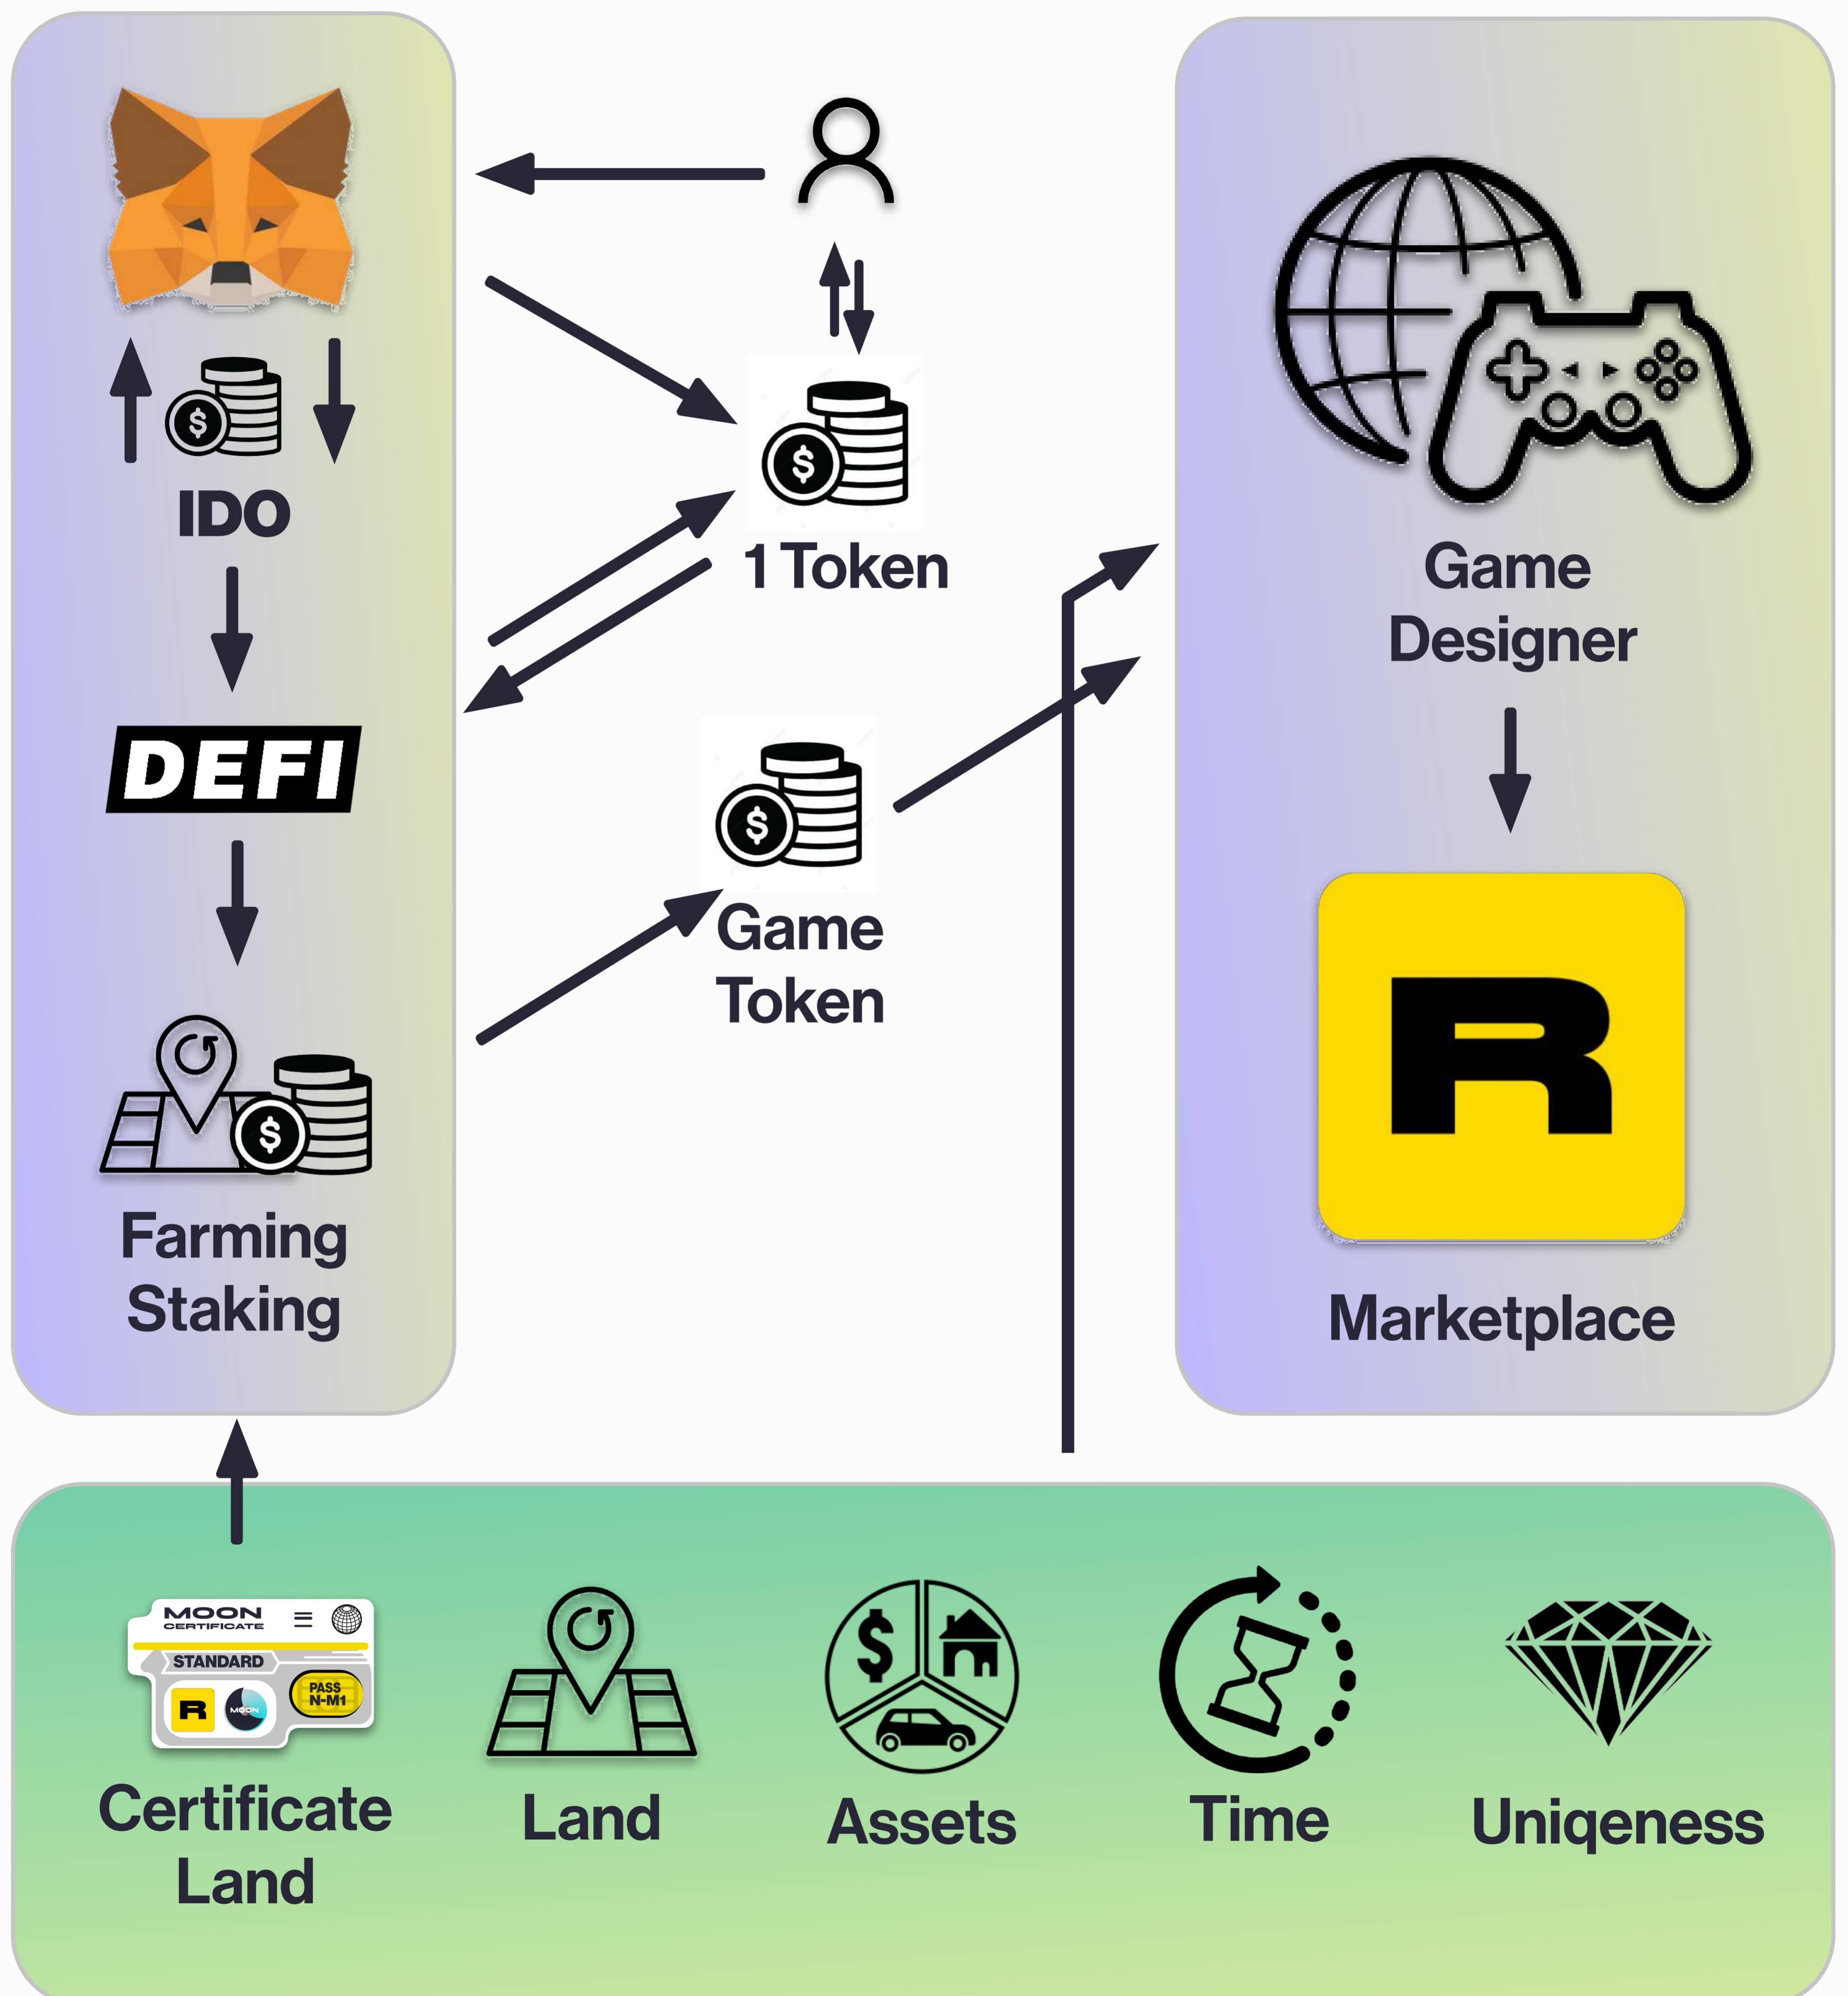 IDO
DEFI
Farming
Staking
$
$
1 Token
$
Game
Token
$
Game
Designer
R
Marketplace
MOON
CERTIFICATE
STANDARD
R
MOON
PASS
N-M1
Certificate
Land
Land
$
Assets
Time
Uniqeness